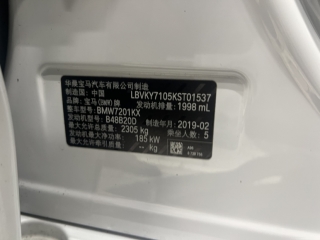 华晨宝马汽车有限公司制造
制造国: 中国 LBVKY7105KST01537
品牌: 宝马(BMW)牌 发动机排量: 1998 mL
整车型号: BMW7201KX
发动机型号: B48B20D 制造年月: 2019-02
最大允许总质量: 2305 kg 乘坐人数: 5
发动机最大净功率: 185 kW
最大允许 -- kg